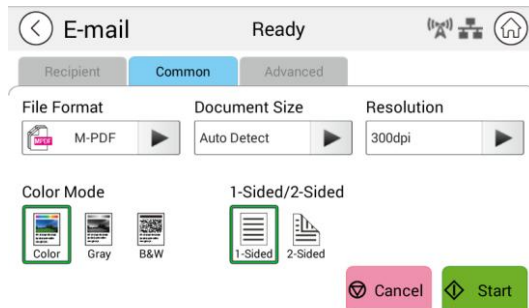 E-mail Ready
Recipient Common Advanced
File Format Document Size Resolution
MPDF M-PDF Auto Detect 300dpi
Color Mode 1-Sided/2-Sided
Color Gray B&W 1-Sided 2-Sided
Cancel Start